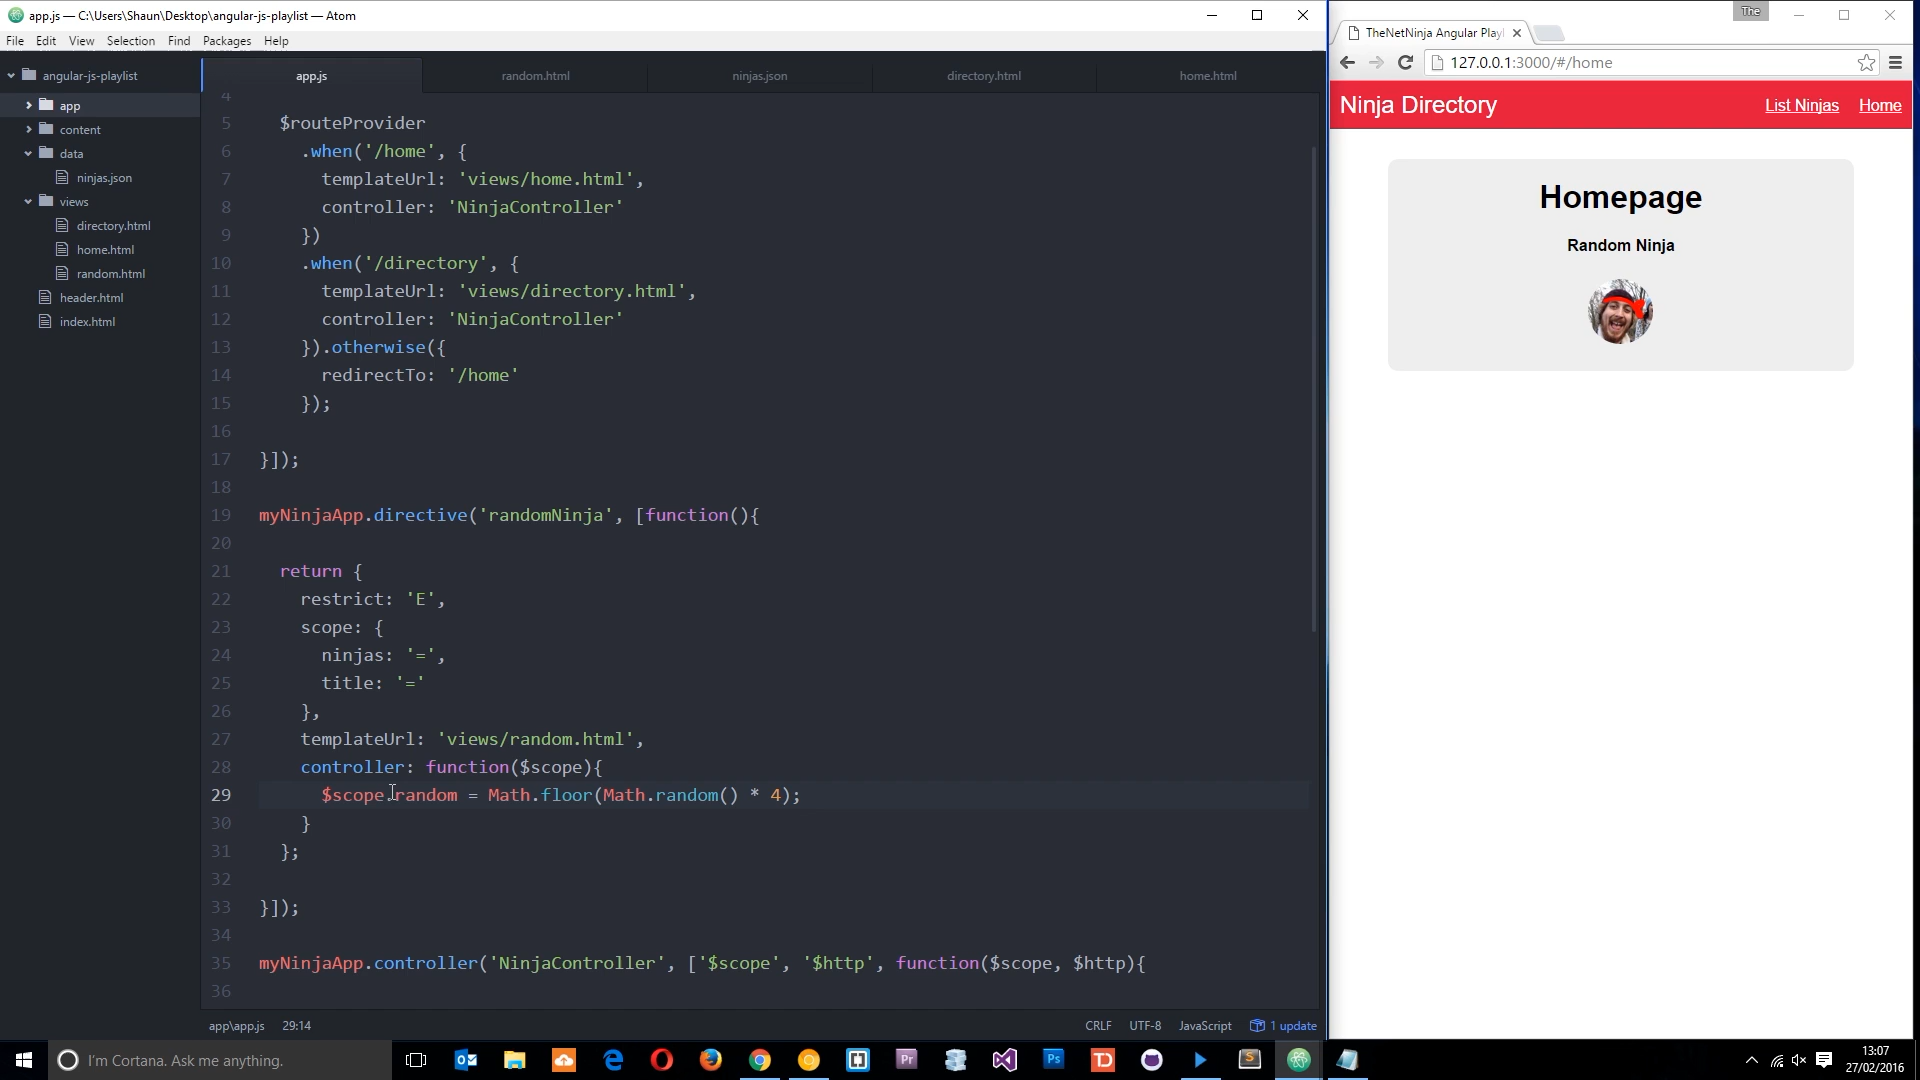 app.js — C:\Users\Shaun\Desktop\angular-js-playlist — Atom
File Edit View Selection Find Packages Help
angular-js-playlist
app
content
data
ninjas.json
views
directory.html
home.html
random.html
header.html
index.html
app.js random.html ninjas.json directory.html home.html
4
5 $routeProvider
6 .when('/home', {
7 templateUrl: 'views/home.html',
8 controller: 'NinjaController'
9 })
10 .when('/directory', {
11 templateUrl: 'views/directory.html',
12 controller: 'NinjaController'
13 }).otherwise({
14 redirectTo: '/home'
15 });
16
17 }]);
18
19 myNinjaApp.directive('randomNinja', [function(){
20
21 return {
22 restrict: 'E',
23 scope: {
24 ninjas: '=',
25 title: '='
26 },
27 templateUrl: 'views/random.html',
28 controller: function($scope){
29 $scope.random = Math.floor(Math.random() * 4);
30 }
31 };
32
33 }]);
34
35 myNinjaApp.controller('NinjaController', ['$scope', '$http', function($scope, $http){
36
app\app.js 29:14
CRLF UTF-8 JavaScript 1 update
The
TheNetNinja Angular Play
127.0.0.1:3000/#/home
Ninja Directory
List Ninjas Home
Homepage
Random Ninja
I'm Cortana. Ask me anything.
Pr
Ps
TD
S
13:07
27/02/2016